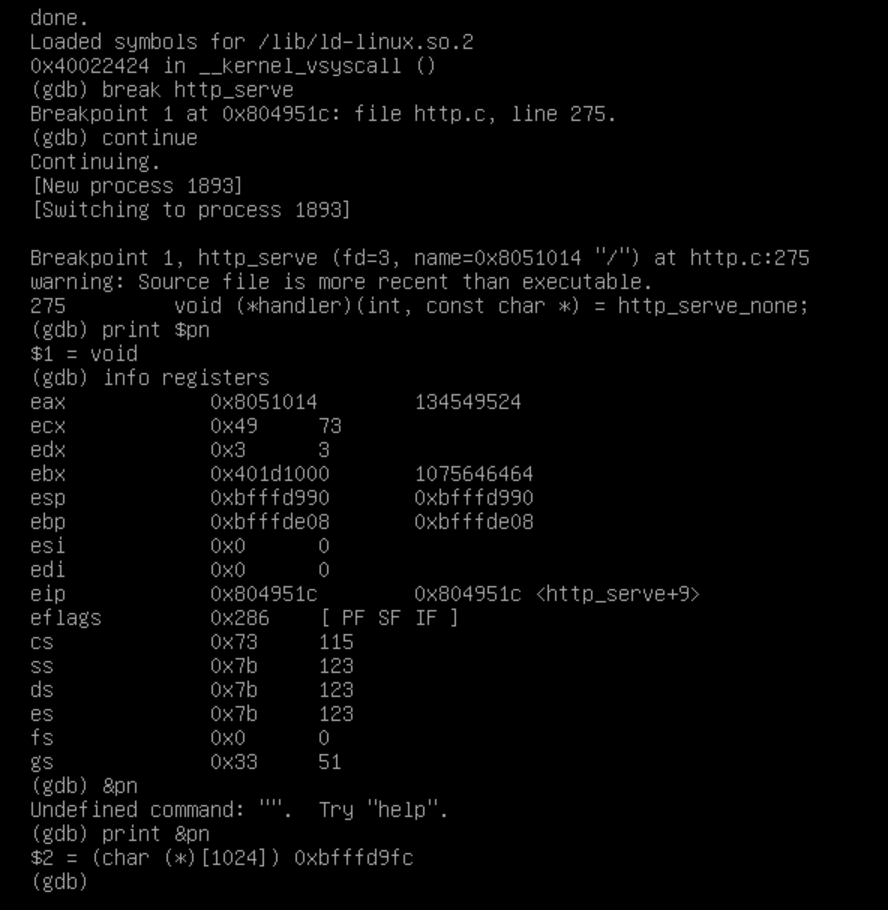 done.
Loaded symbols for /lib/ld-linux.so.2
0x40022424 in __kernel_vsyscall ()
(gdb) break http_serve
Breakpoint 1 at 0x804951c: file http.c, line 275.
(gdb) continue
Continuing.
[New process 1893]
[Switching to process 1893]

Breakpoint 1, http_serve (fd=3, name=0x8051014 "/") at http.c:275
warning: Source file is more recent than executable.
275         void (*handler)(int, const char *) = http_serve_none;
(gdb) print $pn
$1 = void
(gdb) info registers
eax            0x8051014        134549524
ecx            0x49     73
edx            0x3      3
ebx            0x401d1000       1075646464
esp            0xbfffd990       0xbfffd990
ebp            0xbfffde08       0xbfffde08
esi            0x0      0
edi            0x0      0
eip            0x804951c        0x804951c <http_serve+9>
eflags         0x286    [ PF SF IF ]
cs             0x73     115
ss             0x7b     123
ds             0x7b     123
es             0x7b     123
fs             0x0      0
gs             0x33     51
(gdb) &pn
Undefined command: "".  Try "help".
(gdb) print &pn
$2 = (char (*)[1024]) 0xbfffd9fc
(gdb)